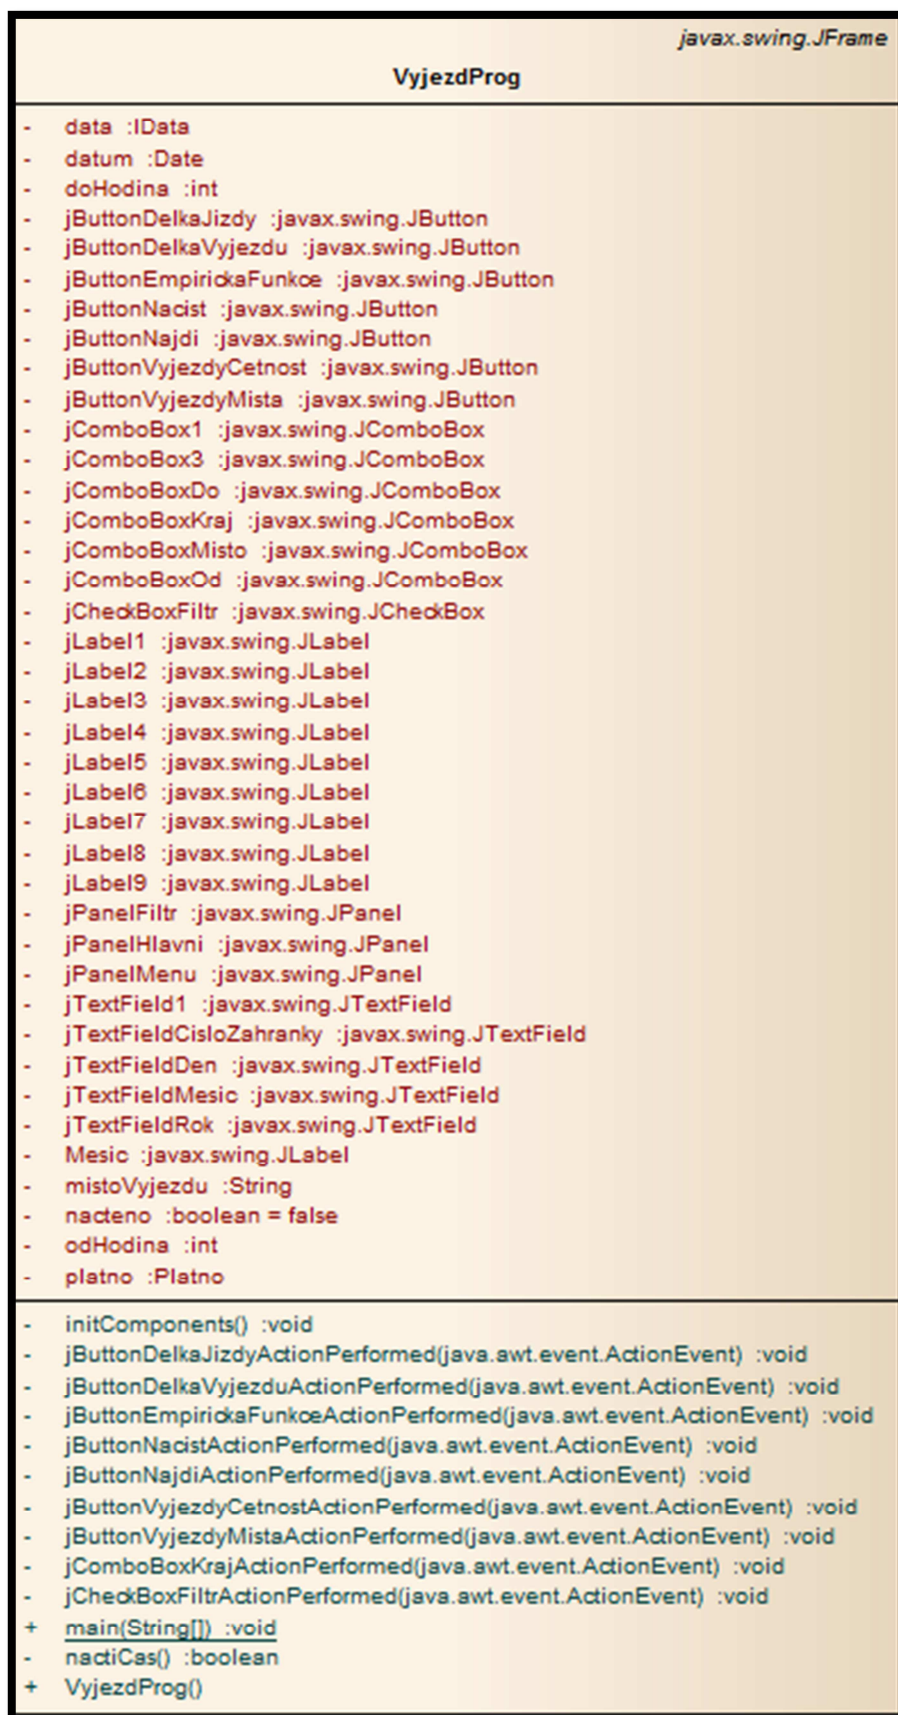 javax.swing.JFrame
VyjezdProg
- data :IData
- datum :Date
- doHodina :int
- jButtonDelkaJizdy :javax.swing.JButton
- jButtonDelkaVyjezdu :javax.swing.JButton
- jButtonEmpirickaFunkce :javax.swing.JButton
- jButtonNacist :javax.swing.JButton
- jButtonNajdi :javax.swing.JButton
- jButtonVyjezdyCetnost :javax.swing.JButton
- jButtonVyjezdyMista :javax.swing.JButton
- jComboBox1 :javax.swing.JComboBox
- jComboBox3 :javax.swing.JComboBox
- jComboBoxDo :javax.swing.JComboBox
- jComboBoxKraj :javax.swing.JComboBox
- jComboBoxMisto :javax.swing.JComboBox
- jComboBoxOd :javax.swing.JComboBox
- jCheckBoxFiltr :javax.swing.JCheckBox
- jLabel1 :javax.swing.JLabel
- jLabel2 :javax.swing.JLabel
- jLabel3 :javax.swing.JLabel
- jLabel4 :javax.swing.JLabel
- jLabel5 :javax.swing.JLabel
- jLabel6 :javax.swing.JLabel
- jLabel7 :javax.swing.JLabel
- jLabel8 :javax.swing.JLabel
- jLabel9 :javax.swing.JLabel
- jPanelFiltr :javax.swing.JPanel
- jPanelHlavni :javax.swing.JPanel
- jPanelMenu :javax.swing.JPanel
- jTextField1 :javax.swing.JTextField
- jTextFieldCisloZahranky :javax.swing.JTextField
- jTextFieldDen :javax.swing.JTextField
- jTextFieldMesic :javax.swing.JTextField
- jTextFieldRok :javax.swing.JTextField
- Mesic :javax.swing.JLabel
- mistoVyjezdu :String
- nacteno :boolean = false
- odHodina :int
- platno :Platno
- initComponents() :void
- jButtonDelkaJizdyActionPerformed(java.awt.event.ActionEvent) :void
- jButtonDelkaVyjezduActionPerformed(java.awt.event.ActionEvent) :void
- jButtonEmpirickaFunkceActionPerformed(java.awt.event.ActionEvent) :void
- jButtonNacistActionPerformed(java.awt.event.ActionEvent) :void
- jButtonNajdiActionPerformed(java.awt.event.ActionEvent) :void
- jButtonVyjezdyCetnostActionPerformed(java.awt.event.ActionEvent) :void
- jButtonVyjezdyMistaActionPerformed(java.awt.event.ActionEvent) :void
- jComboBoxKrajActionPerformed(java.awt.event.ActionEvent) :void
- jCheckBoxFiltrActionPerformed(java.awt.event.ActionEvent) :void
+ main(String[]) :void
- nactiCas() :boolean
+ VyjezdProg()